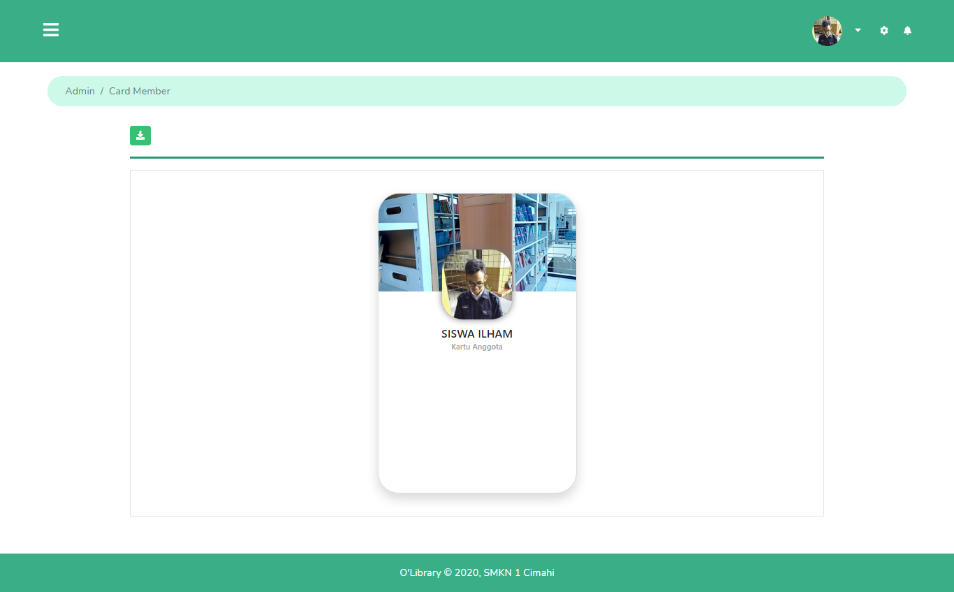 Admin / Card Member
SISWA ILHAM
Kartu Anggota
O'Library © 2020, SMKN 1 Cimahi